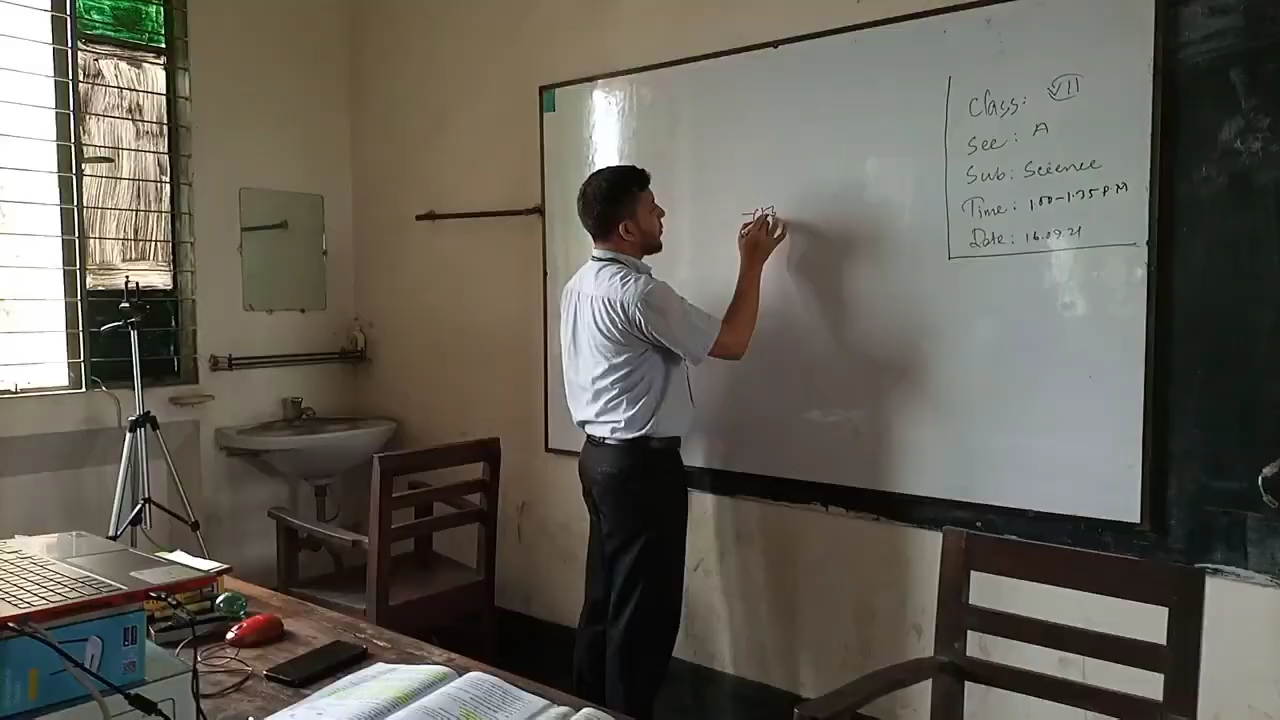 Class: VII
Sec: A
Sub: Science
Time: 1.00-1.35 P.M
Date: 16.09.21